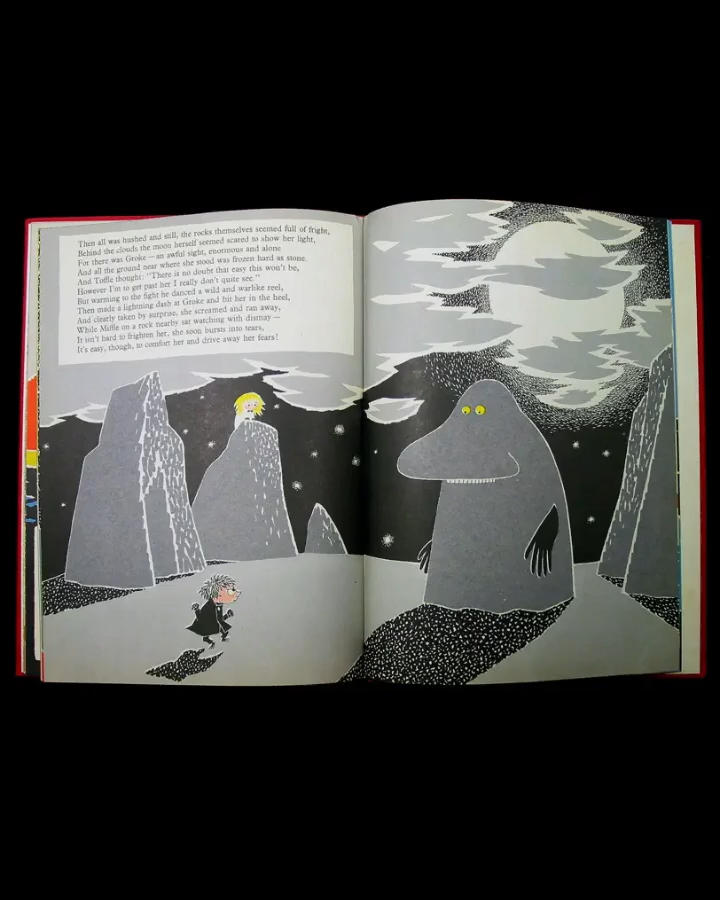 Then all was hushed and still, the rocks themselves seemed full of fright,
Behind the clouds the moon herself seemed scared to show her light,
For there was Groke — an awful sight, enormous and alone
And all the ground near where she stood was frozen hard as stone.
And Toffle thought: "There is no doubt that easy this won't be,
However I'm to get past her I really don't quite see."
But warming to the fight he danced a wild and warlike reel,
Then made a lightning dash at Groke and bit her in the heel,
And clearly taken by surprise, she screamed and ran away,
While Miffle on a rock nearby sat watching with dismay —
It isn't hard to frighten her, she soon bursts into tears,
It's easy, though, to comfort her and drive away her fears!